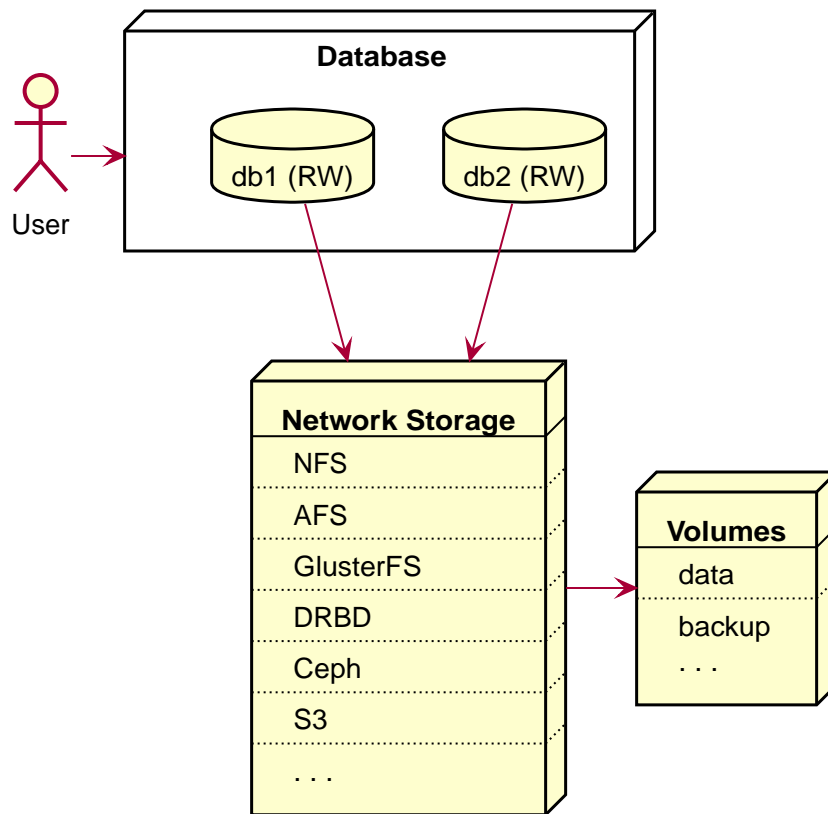 Database
db1 (RW)
db2 (RW)
User
Network Storage
NFS
AFS
GlusterFS
DRBD
Ceph
S3
. . .
Volumes
data
backup
. . .